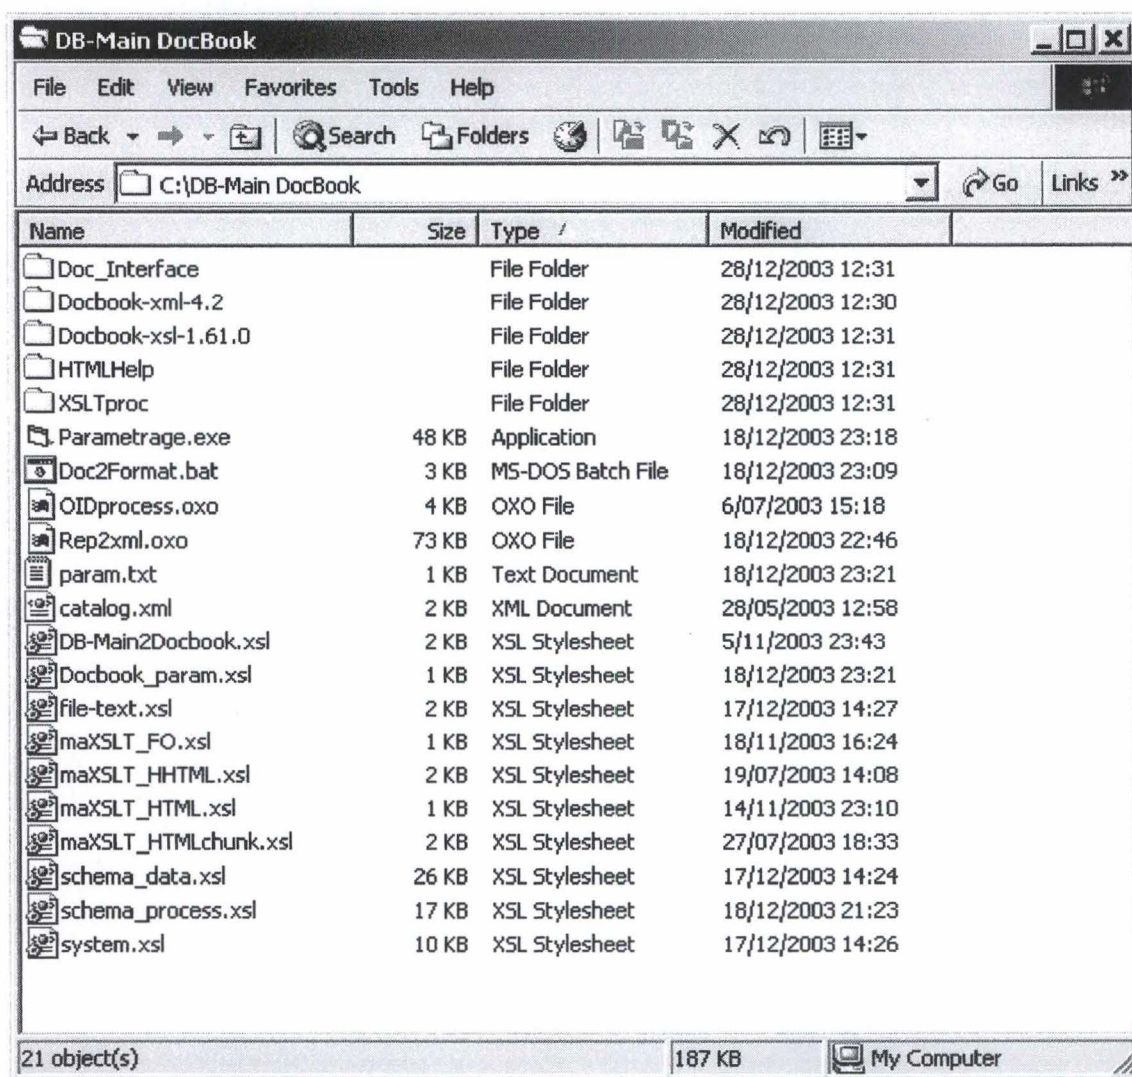 DB-Main DocBook
File Edit View Favorites Tools Help
Back Search Folders
Address C:\DB-Main DocBook Go Links »
Name Size Type Modified
Doc_Interface File Folder 28/12/2003 12:31
Docbook-xml-4.2 File Folder 28/12/2003 12:30
Docbook-xsl-1.61.0 File Folder 28/12/2003 12:31
HTMLHelp File Folder 28/12/2003 12:31
XSLTproc File Folder 28/12/2003 12:31
Parametrage.exe 48 KB Application 18/12/2003 23:18
Doc2Format.bat 3 KB MS-DOS Batch File 18/12/2003 23:09
OIDprocess.oxo 4 KB OXO File 6/07/2003 15:18
Rep2xml.oxo 73 KB OXO File 18/12/2003 22:46
param.txt 1 KB Text Document 18/12/2003 23:21
catalog.xml 2 KB XML Document 28/05/2003 12:58
DB-Main2Docbook.xsl 2 KB XSL Stylesheet 5/11/2003 23:43
Docbook_param.xsl 1 KB XSL Stylesheet 18/12/2003 23:21
file-text.xsl 2 KB XSL Stylesheet 17/12/2003 14:27
maXSLT_FO.xsl 1 KB XSL Stylesheet 18/11/2003 16:24
maXSLT_HHTML.xsl 2 KB XSL Stylesheet 19/07/2003 14:08
maXSLT_HTML.xsl 1 KB XSL Stylesheet 14/11/2003 23:10
maXSLT_HTMLchunk.xsl 2 KB XSL Stylesheet 27/07/2003 18:33
schema_data.xsl 26 KB XSL Stylesheet 17/12/2003 14:24
schema_process.xsl 17 KB XSL Stylesheet 18/12/2003 21:23
system.xsl 10 KB XSL Stylesheet 17/12/2003 14:26
21 object(s) 187 KB My Computer